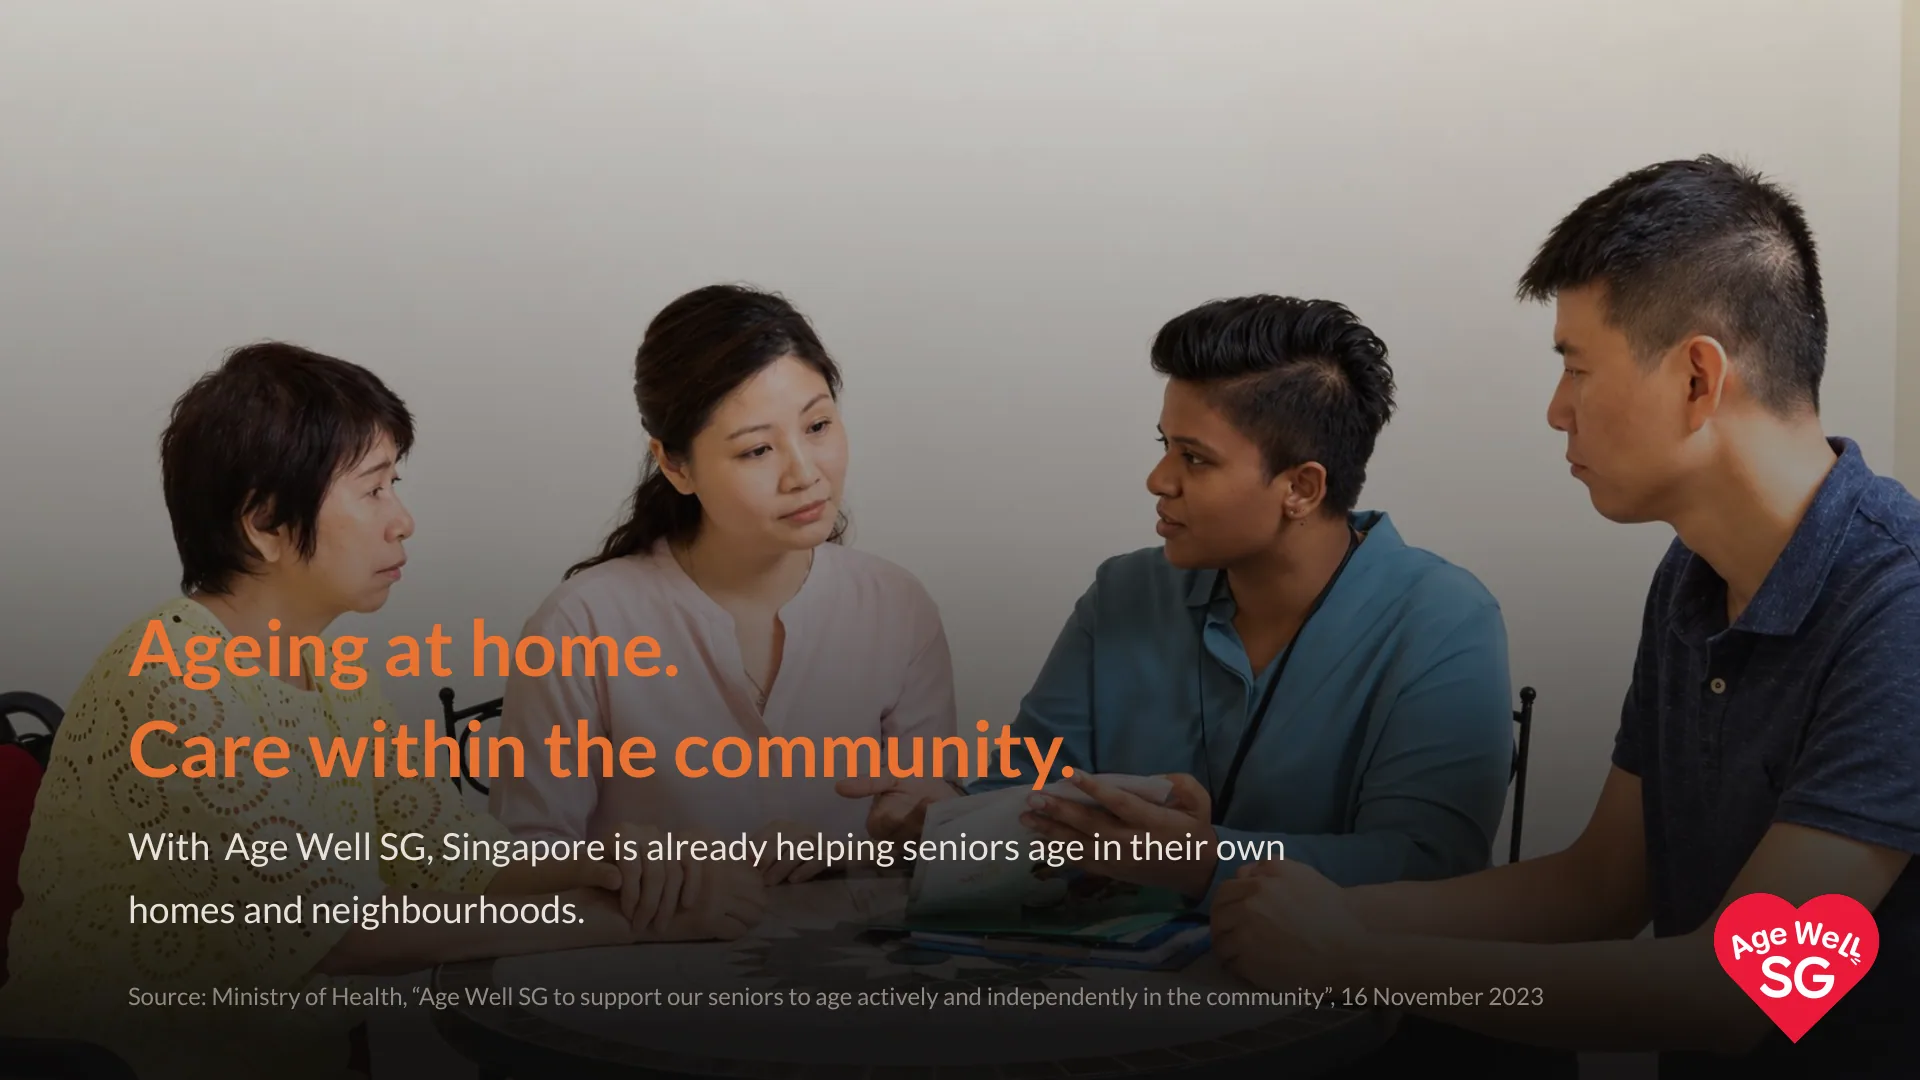 Ageing at home.
Care within the community.
With  Age Well SG, Singapore is already helping seniors age in their own
homes and neighbourhoods.
Source: Ministry of Health, “Age Well SG to support our seniors to age actively and independently in the community”, 16 November 2023
Age Well
SG